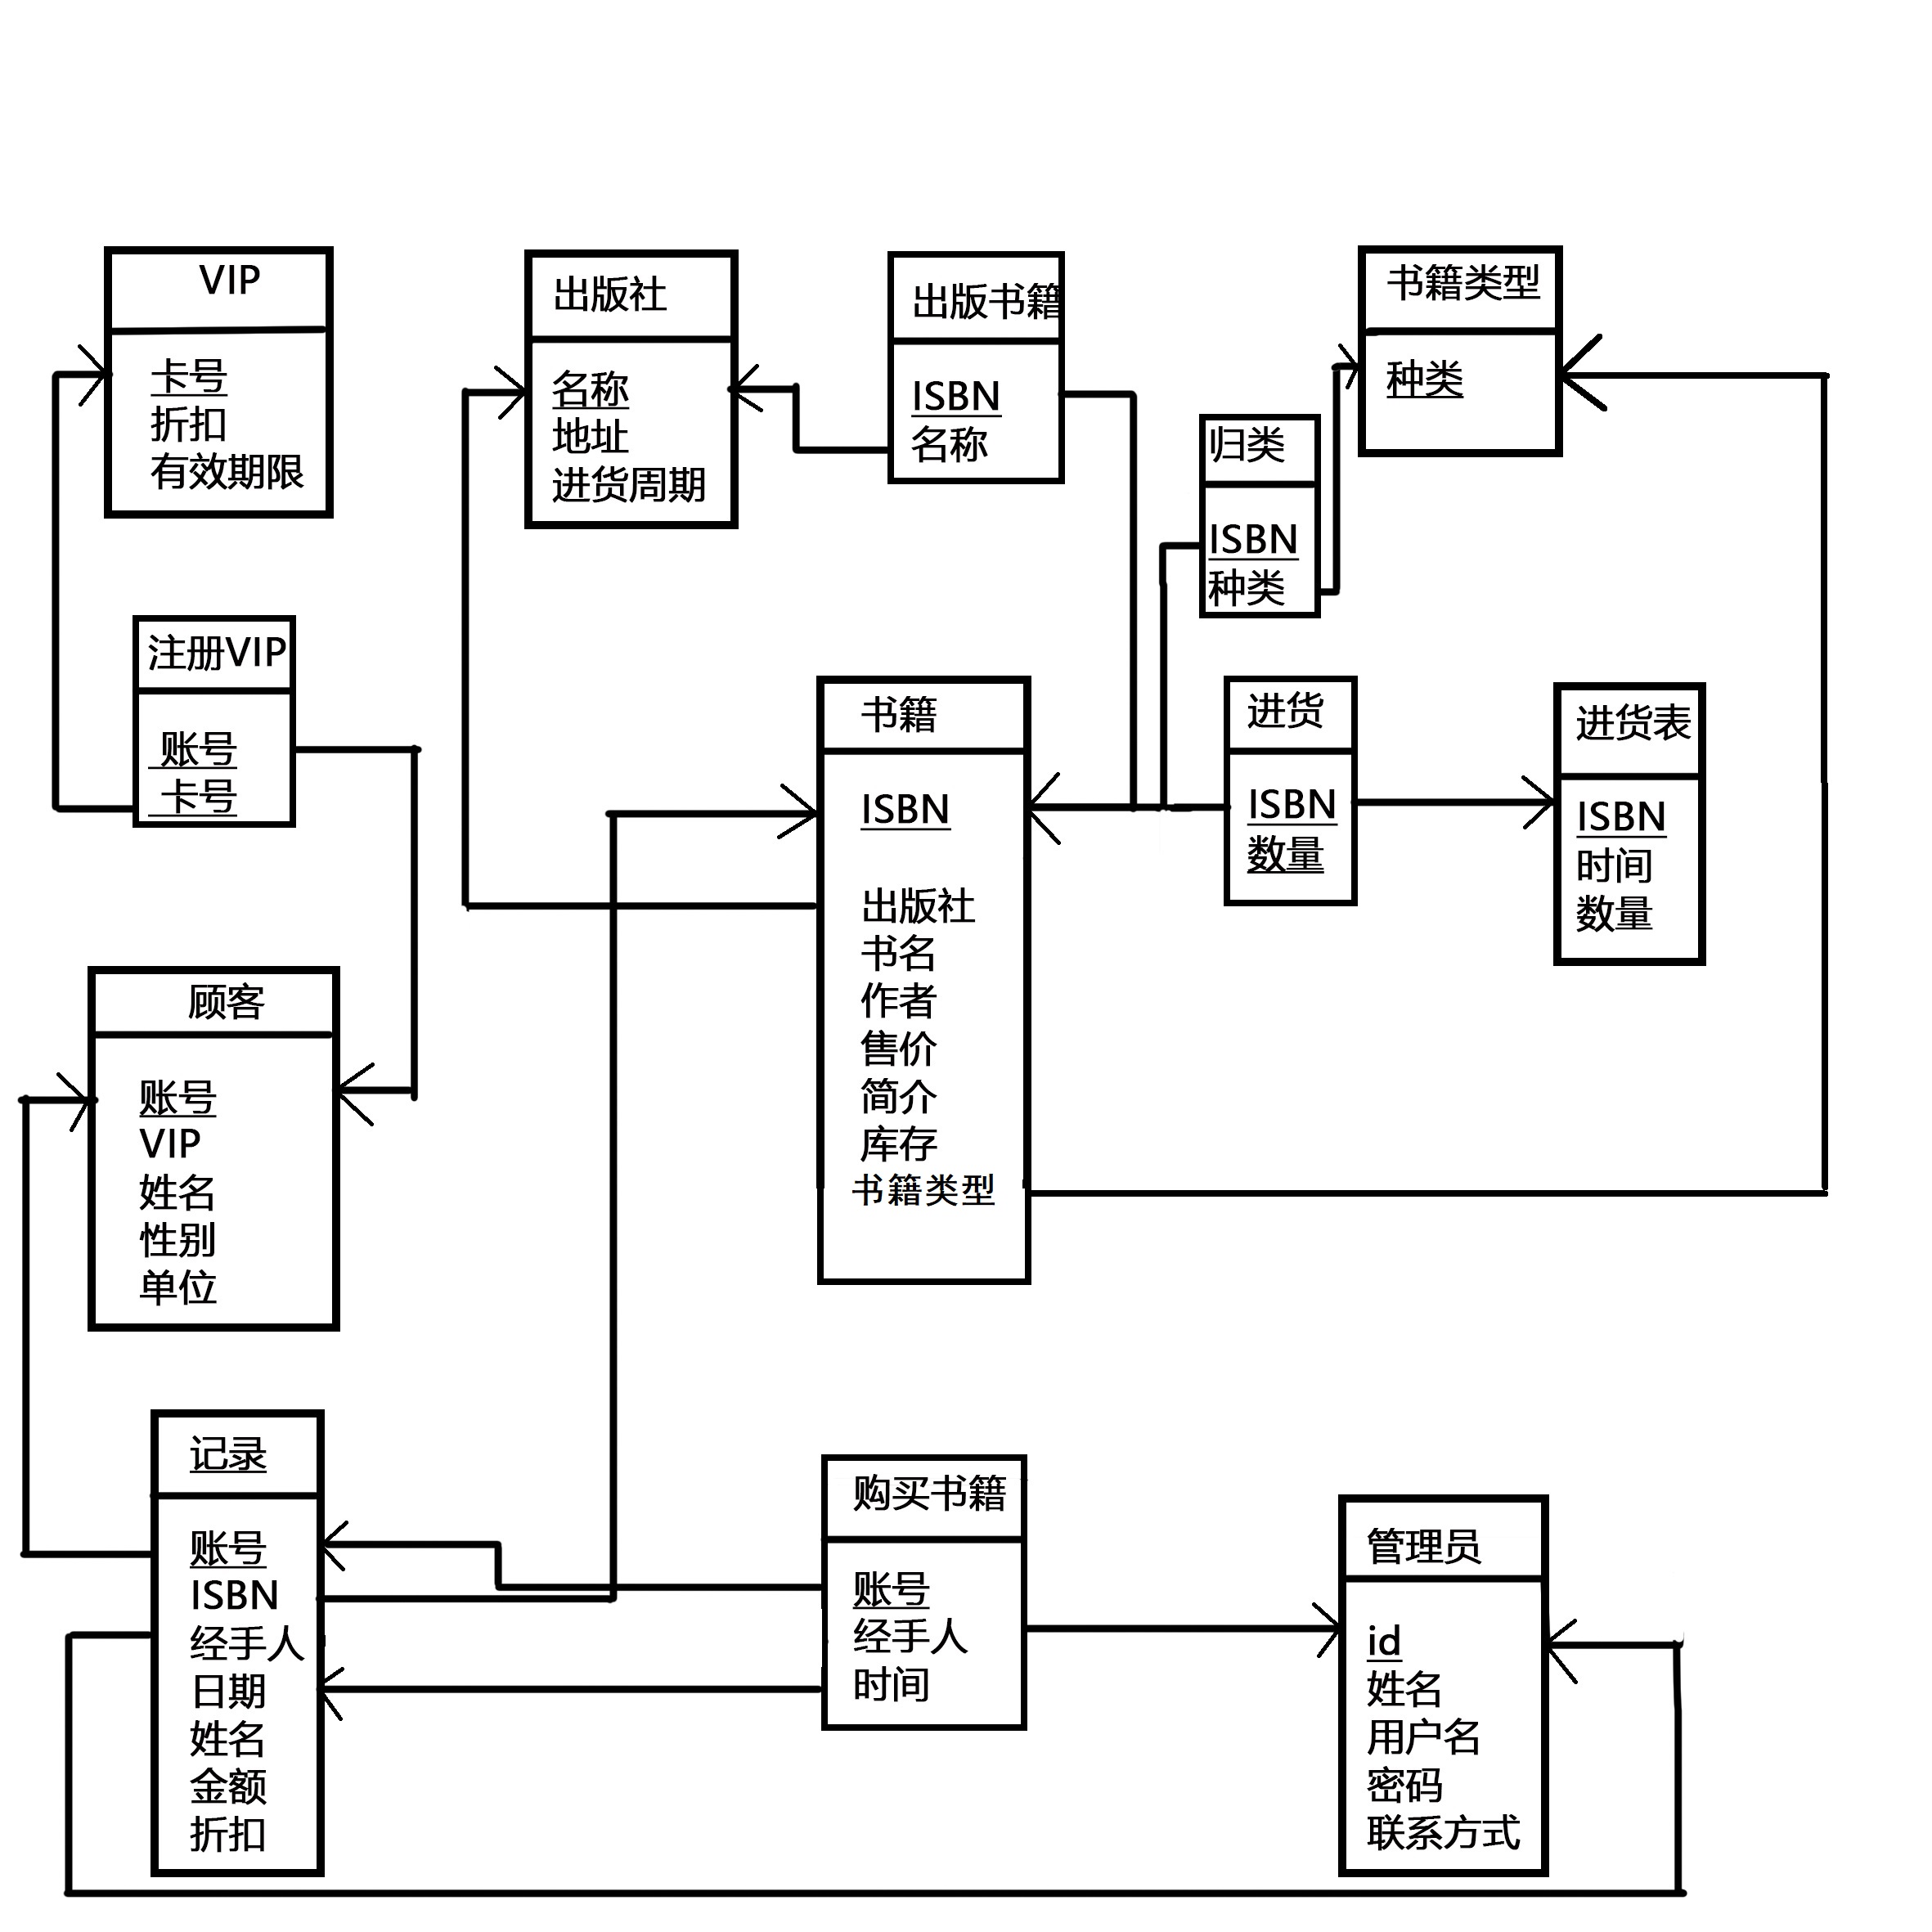 VIP
卡号
折扣
有效期限
出版社
名称
地址
进货周期
出版书籍
ISBN
名称
书籍类型
种类
归类
ISBN
种类
注册VIP
账号
卡号
书籍
ISBN
出版社
书名
作者
售价
简介
库存
书籍类型
进货
ISBN
数量
进货表
ISBN
时间
数量
顾客
账号
VIP
姓名
性别
单位
记录
账号
ISBN
经手人
日期
姓名
金额
折扣
购买书籍
账号
经手人
时间
管理员
id
姓名
用户名
密码
联系方式